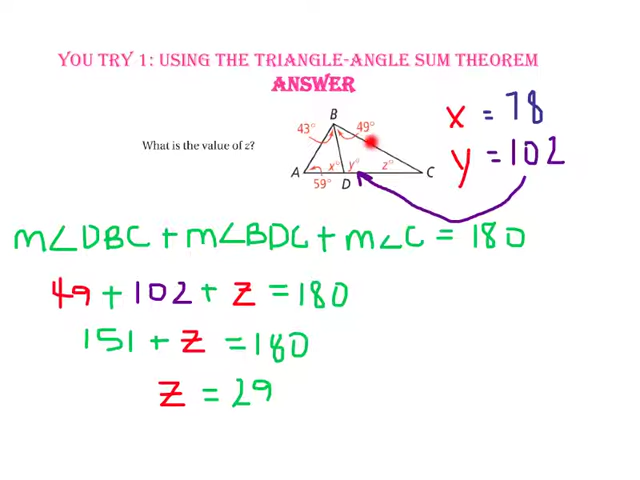 YOU TRY 1: USING THE TRIANGLE-ANGLE SUM THEOREM
ANSWER
What is the value of z?
B
43°
49°
A
x°
y°
z°
C
59°
D
x = 78
y = 102
m∠DBC + m∠BDC + m∠C = 180
49 + 102 + z = 180
151 + z = 180
z = 29